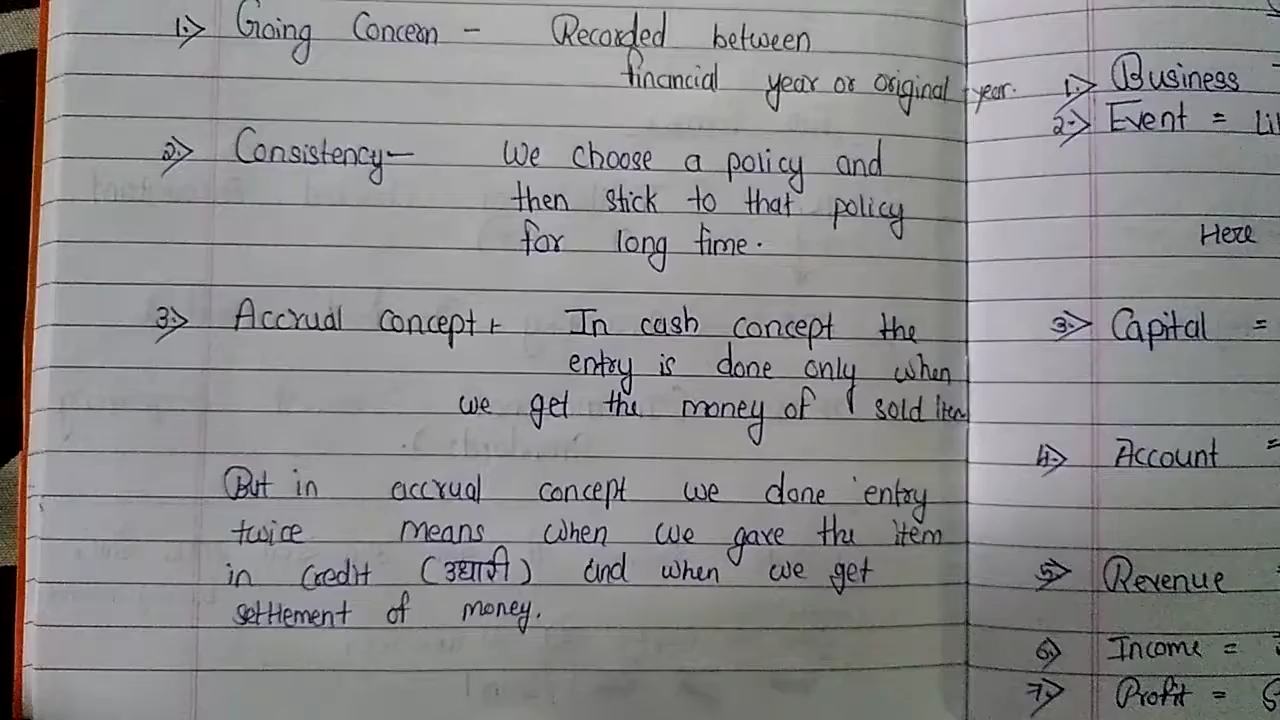 1.> Going Concern - Recorded between
financial year or original year.
2.> Consistency - We choose a policy and
then stick to that policy
for long time.
3.> Accrual concept - In cash concept the
entry is done only when
we get the money of sold item
But in accrual concept we done entry
twice means when we gave the item
in credit (उधारी) and when we get
settlement of money.
1.> Business
2.> Event =
Here
3.> Capital =
4.> Account =
5.> Revenue
6.> Income =
7.> Profit =